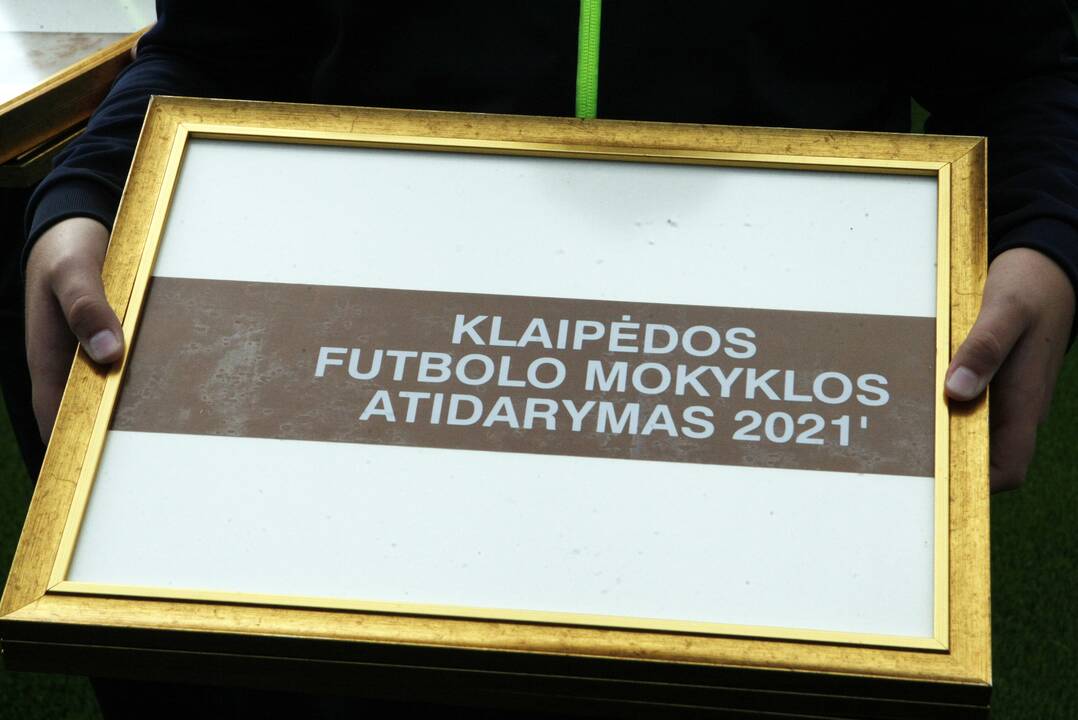 KLAIPĖDOS
FUTBOLO MOKYKLOS
ATIDARYMAS 2021'